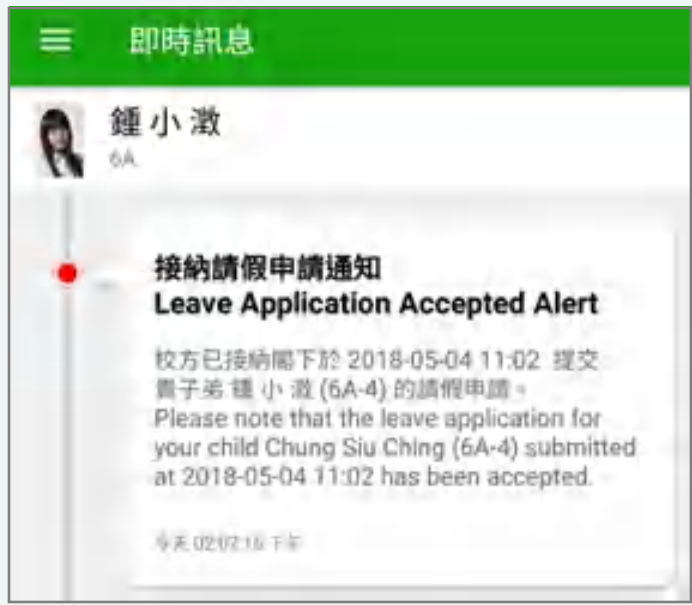 即時訊息
鍾 小 澂
6A
接納請假申請通知
Leave Application Accepted Alert
校方已接納閣下於 2018-05-04 11:02 提交
貴子弟 鍾 小 澂 (6A-4) 的請假申請。
Please note that the leave application for
your child Chung Siu Ching (6A-4) submitted
at 2018-05-04 11:02 has been accepted.
今天 02:07:16 下午